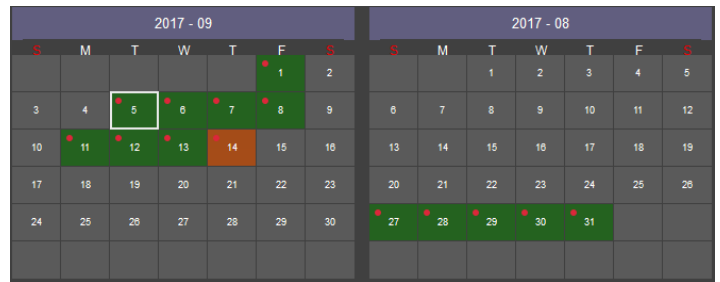 2017 - 09
S M T W T F S
1 2
3 4 5 6 7 8 9
10 11 12 13 14 15 16
17 18 19 20 21 22 23
24 25 26 27 28 29 30
2017 - 08
S M T W T F S
1 2 3 4 5
6 7 8 9 10 11 12
13 14 15 16 17 18 19
20 21 22 23 24 25 26
27 28 29 30 31